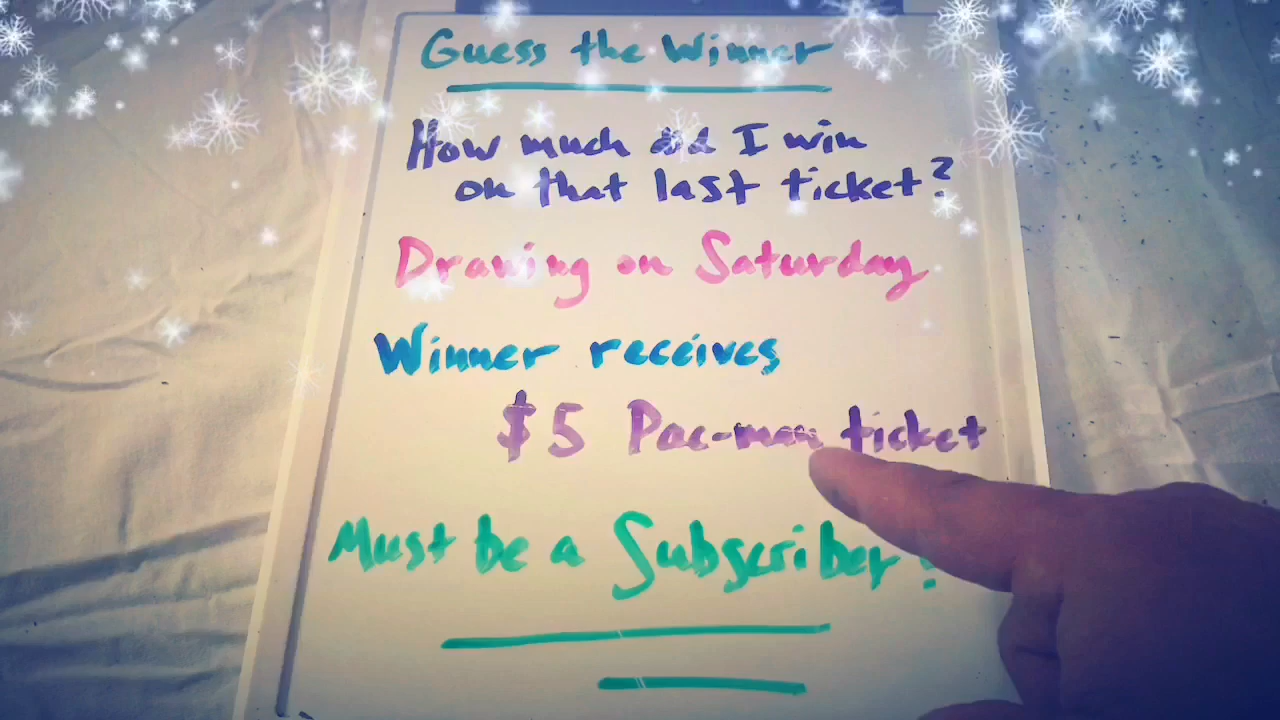 Guess the Winner
How much did I win
on that last ticket?
Drawing on Saturday
Winner receives
$5 Pac-man ticket
Must be a Subscriber!